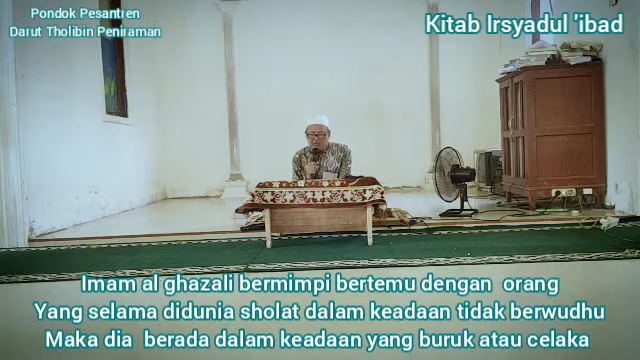 Pondok Pesantren
Darut Tholibin Peniraman
Kitab Irsyadul 'ibad
Imam al ghazali bermimpi bertemu dengan orang
Yang selama didunia sholat dalam keadaan tidak berwudhu
Maka dia berada dalam keadaan yang buruk atau celaka